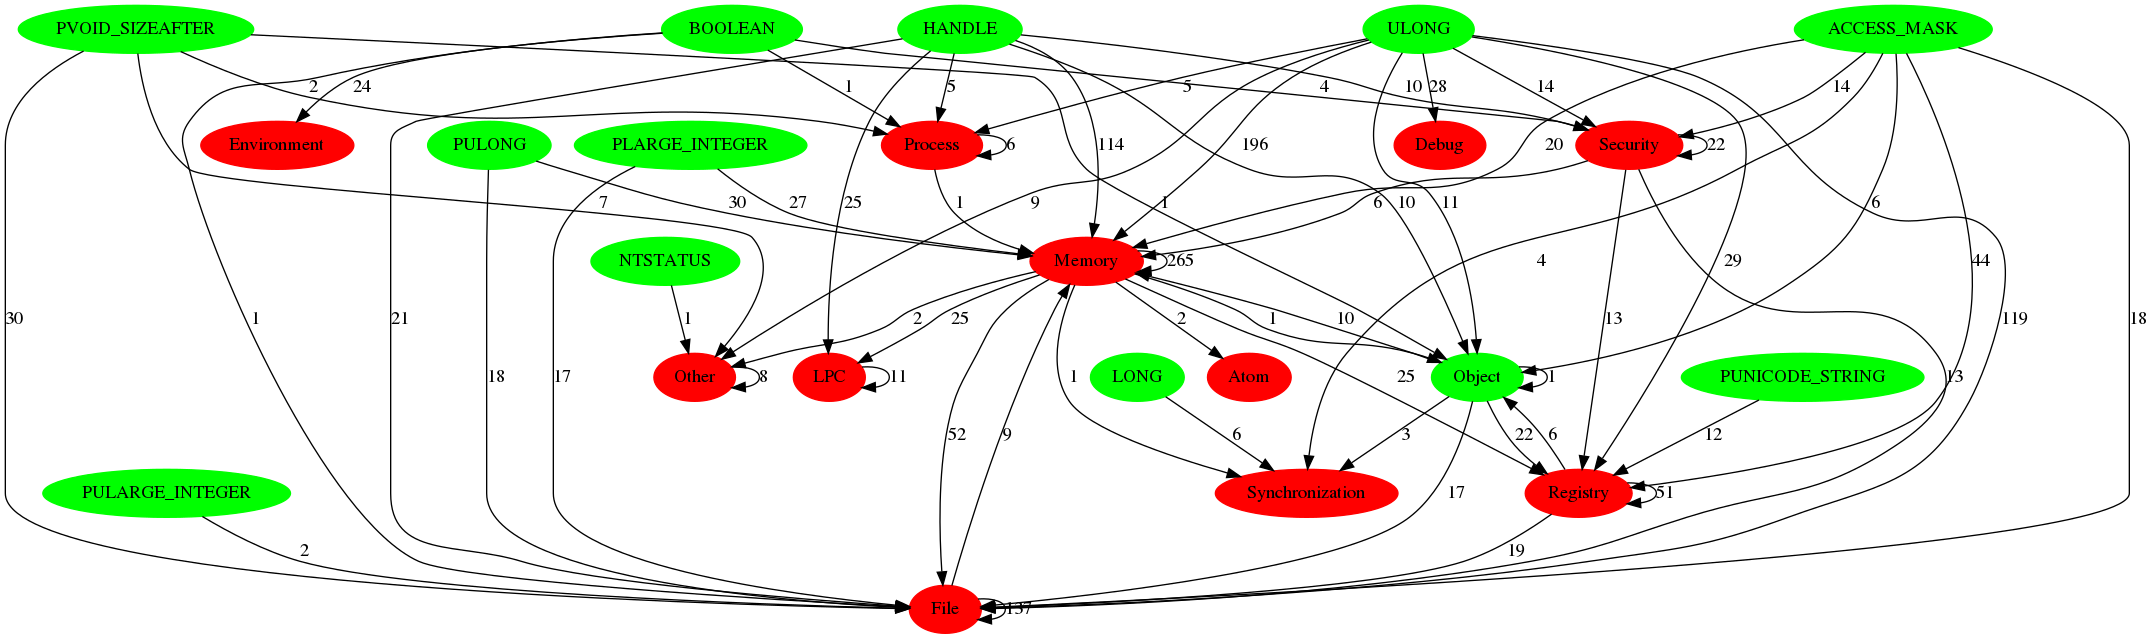 PVOID_SIZEAFTER
BOOLEAN
HANDLE
ULONG
ACCESS_MASK
2
24
1
5
5
28
10
4
14
14
Environment
PULONG
PLARGE_INTEGER
Process
6
114
196
Debug
20
Security
22
7
30
27
25
1
9
1
6
10
11
6
NTSTATUS
Memory
265
4
29
44
30
1
21
1
2
25
2
1
10
13
119
18
Other
8
LPC
11
1
LONG
Atom
25
Object
1
PUNICODE_STRING
13
18
17
52
9
6
3
22
6
12
PULARGE_INTEGER
Synchronization
17
Registry
51
2
19
File
137